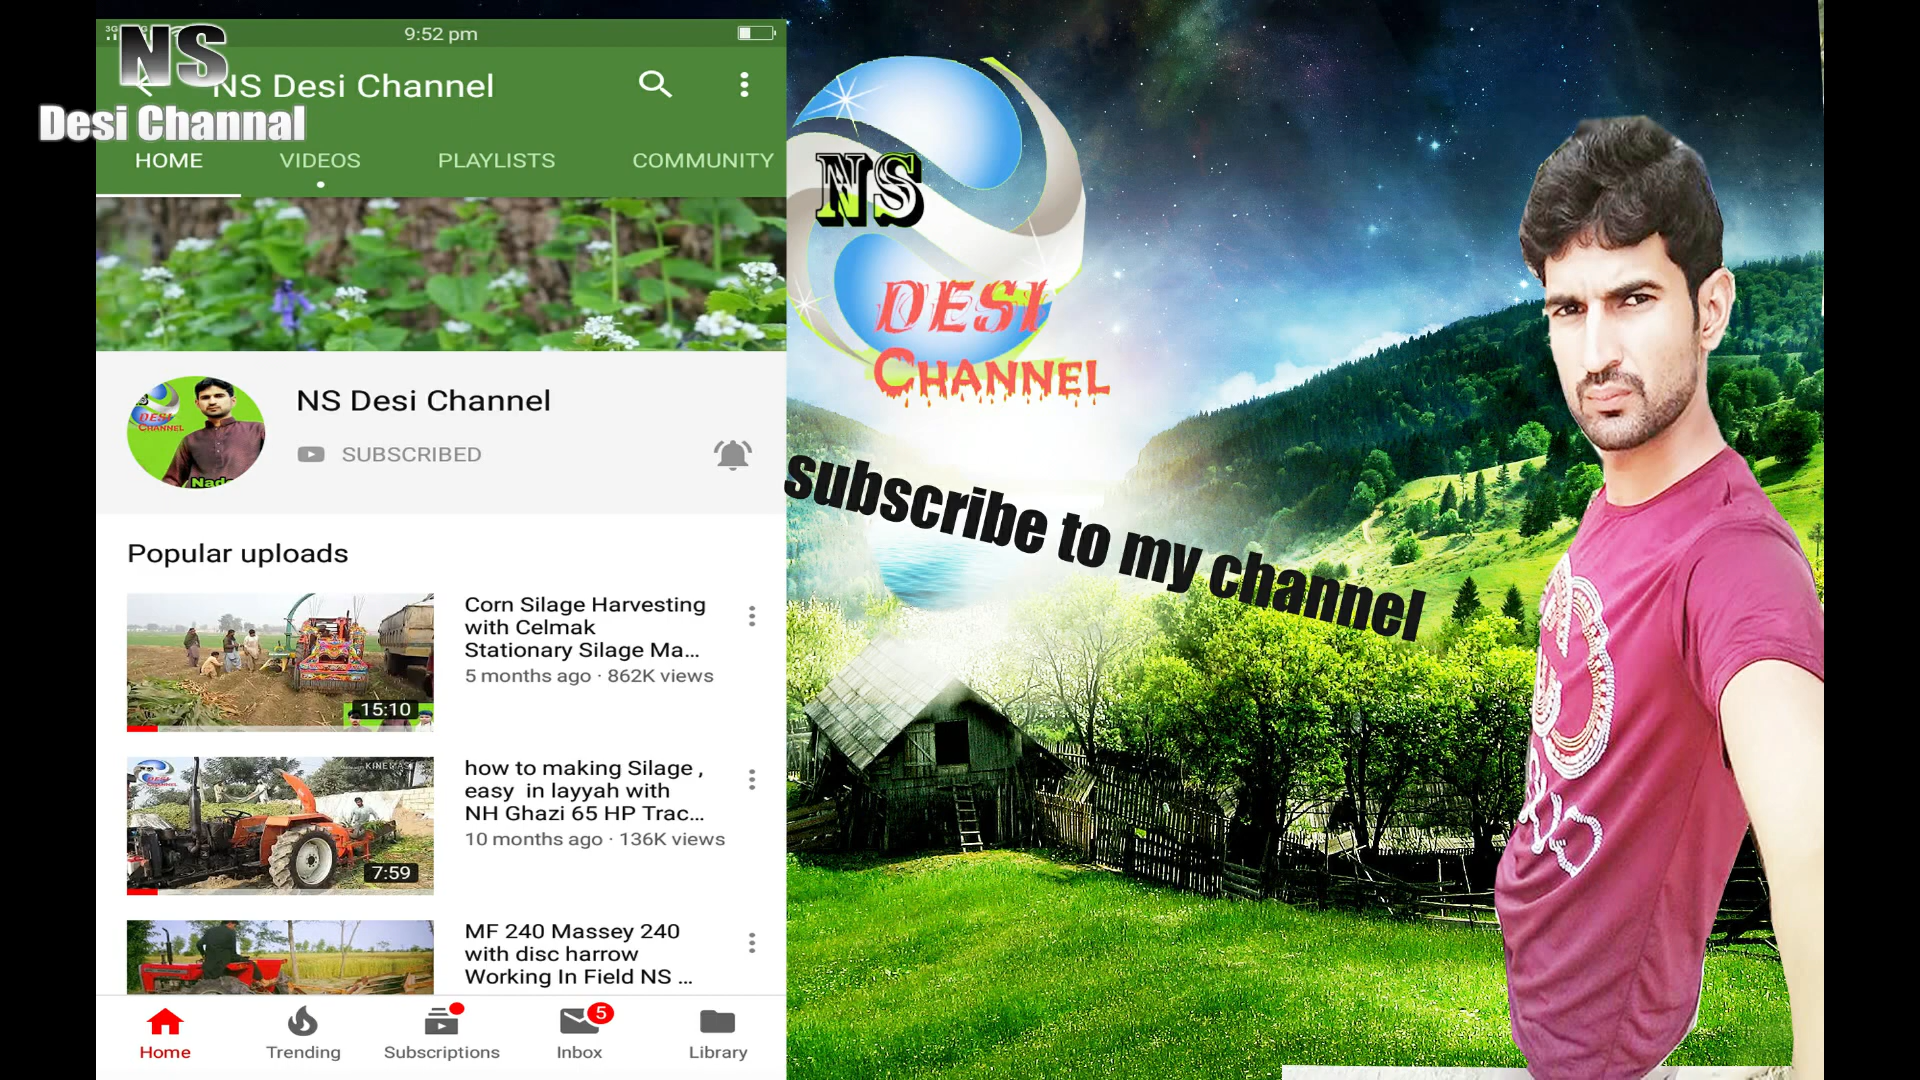 NS
Desi Channal
9:52 pm
NS Desi Channel
HOME VIDEOS PLAYLISTS COMMUNITY
NS
DESI
CHANNEL
DESI
CHANNEL
NS Desi Channel
SUBSCRIBED
subscribe to my channel
Popular uploads
Corn Silage Harvesting
with Celmak
Stationary Silage Ma...
5 months ago · 862K views
15:10
how to making Silage ,
easy in layyah with
NH Ghazi 65 HP Trac...
10 months ago · 136K views
7:59
MF 240 Massey 240
with disc harrow
Working In Field NS ...
5
Home Trending Subscriptions Inbox Library